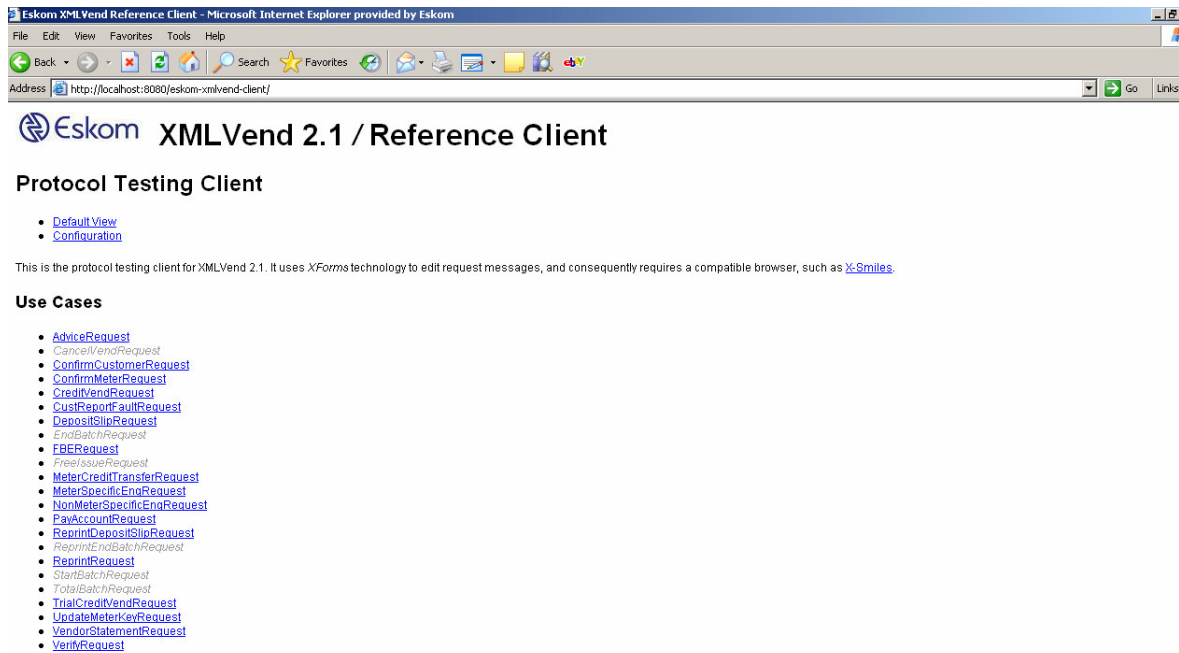 Eskom XMLVend Reference Client - Microsoft Internet Explorer provided by Eskom
File Edit View Favorites Tools Help
Back Search Favorites ebY
Address http://localhost:8080/eskom-xmlvend-client/ Go Links
Eskom XMLVend 2.1 / Reference Client
Protocol Testing Client
Default View
Configuration
This is the protocol testing client for XMLVend 2.1. It uses XForms technology to edit request messages, and consequently requires a compatible browser, such as X-Smiles.
Use Cases
AdviceRequest
CancelVendRequest
ConfirmCustomerRequest
ConfirmMeterRequest
CreditVendRequest
CustReportFaultRequest
DepositSlipRequest
EndBatchRequest
FBERequest
FreeIssueRequest
MeterCreditTransferRequest
MeterSpecificEngRequest
NonMeterSpecificEngRequest
PayAccountRequest
ReprintDepositSlipRequest
ReprintEndBatchRequest
ReprintRequest
StartBatchRequest
TotalBatchRequest
TrialCreditVendRequest
UpdateMeterKeyRequest
VendorStatementRequest
VerifyRequest